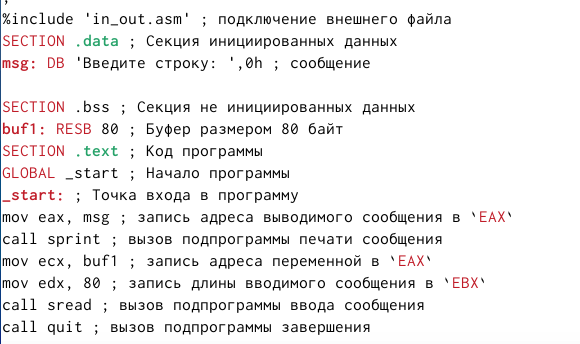 ;
%include 'in_out.asm' ; подключение внешнего файла
SECTION .data ; Секция инициированных данных
msg: DB 'Введите строку: ',0h ; сообщение
SECTION .bss ; Секция не инициированных данных
buf1: RESB 80 ; Буфер размером 80 байт
SECTION .text ; Код программы
GLOBAL _start ; Начало программы
_start: ; Точка входа в программу
mov eax, msg ; запись адреса выводимого сообщения в `EAX`
call sprint ; вызов подпрограммы печати сообщения
mov ecx, buf1 ; запись адреса переменной в `EAX`
mov edx, 80 ; запись длины вводимого сообщения в `EBX`
call sread ; вызов подпрограммы ввода сообщения
call quit ; вызов подпрограммы завершения